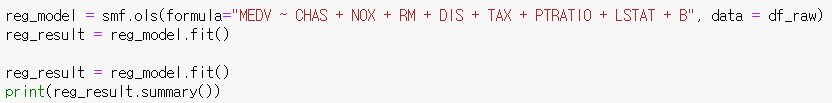 reg_model = smf.ols(formula="MEDV ~ CHAS + NOX + RM + DIS + TAX + PTRATIO + LSTAT + B", data = df_raw)
reg_result = reg_model.fit()
reg_result = reg_model.fit()
print(reg_result.summary())